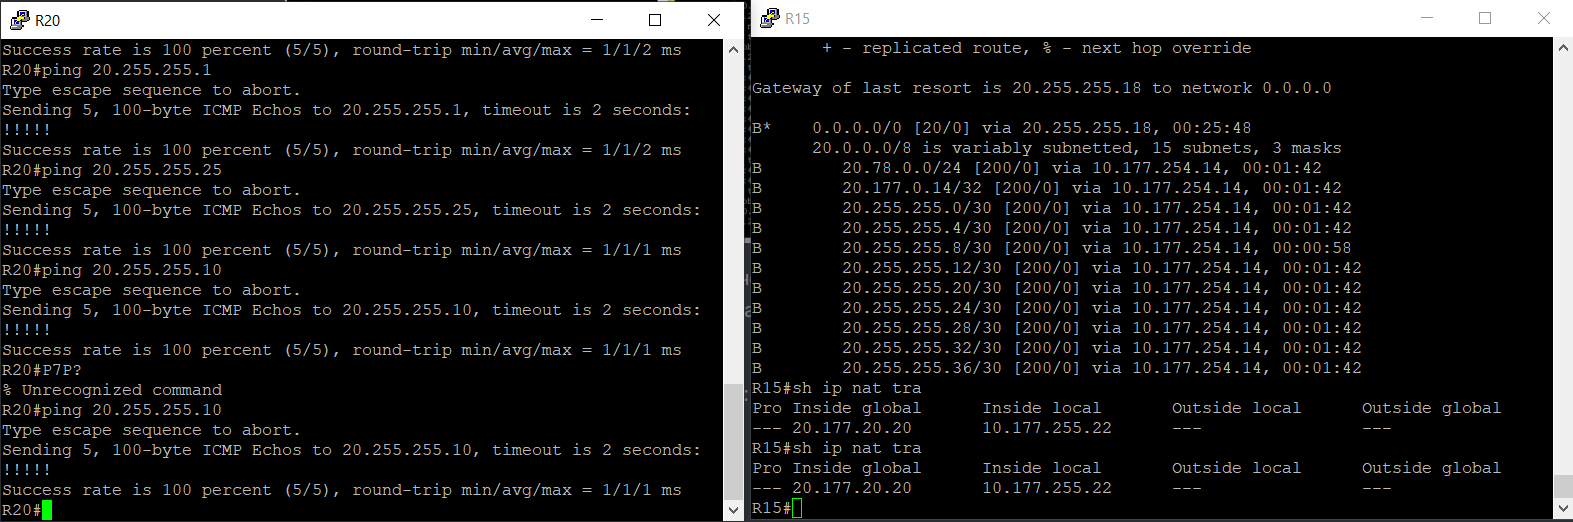 R20
Success rate is 100 percent (5/5), round-trip min/avg/max = 1/1/2 ms
R20#ping 20.255.255.1
Type escape sequence to abort.
Sending 5, 100-byte ICMP Echos to 20.255.255.1, timeout is 2 seconds:
!!!!!
Success rate is 100 percent (5/5), round-trip min/avg/max = 1/1/2 ms
R20#ping 20.255.255.25
Type escape sequence to abort.
Sending 5, 100-byte ICMP Echos to 20.255.255.25, timeout is 2 seconds:
!!!!!
Success rate is 100 percent (5/5), round-trip min/avg/max = 1/1/1 ms
R20#ping 20.255.255.10
Type escape sequence to abort.
Sending 5, 100-byte ICMP Echos to 20.255.255.10, timeout is 2 seconds:
!!!!!
Success rate is 100 percent (5/5), round-trip min/avg/max = 1/1/1 ms
R20#P7P?
% Unrecognized command
R20#ping 20.255.255.10
Type escape sequence to abort.
Sending 5, 100-byte ICMP Echos to 20.255.255.10, timeout is 2 seconds:
!!!!!
Success rate is 100 percent (5/5), round-trip min/avg/max = 1/1/1 ms
R20#
R15
+ - replicated route, % - next hop override
Gateway of last resort is 20.255.255.18 to network 0.0.0.0
B*    0.0.0.0/0 [20/0] via 20.255.255.18, 00:25:48
20.0.0.0/8 is variably subnetted, 15 subnets, 3 masks
B        20.78.0.0/24 [200/0] via 10.177.254.14, 00:01:42
B        20.177.0.14/32 [200/0] via 10.177.254.14, 00:01:42
B        20.255.255.0/30 [200/0] via 10.177.254.14, 00:01:42
B        20.255.255.4/30 [200/0] via 10.177.254.14, 00:01:42
B        20.255.255.8/30 [200/0] via 10.177.254.14, 00:00:58
B        20.255.255.12/30 [200/0] via 10.177.254.14, 00:01:42
B        20.255.255.20/30 [200/0] via 10.177.254.14, 00:01:42
B        20.255.255.24/30 [200/0] via 10.177.254.14, 00:01:42
B        20.255.255.28/30 [200/0] via 10.177.254.14, 00:01:42
B        20.255.255.32/30 [200/0] via 10.177.254.14, 00:01:42
B        20.255.255.36/30 [200/0] via 10.177.254.14, 00:01:42
R15#sh ip nat tra
Pro Inside global      Inside local       Outside local      Outside global
--- 20.177.20.20       10.177.255.22      ---                ---
R15#sh ip nat tra
Pro Inside global      Inside local       Outside local      Outside global
--- 20.177.20.20       10.177.255.22      ---                ---
R15#